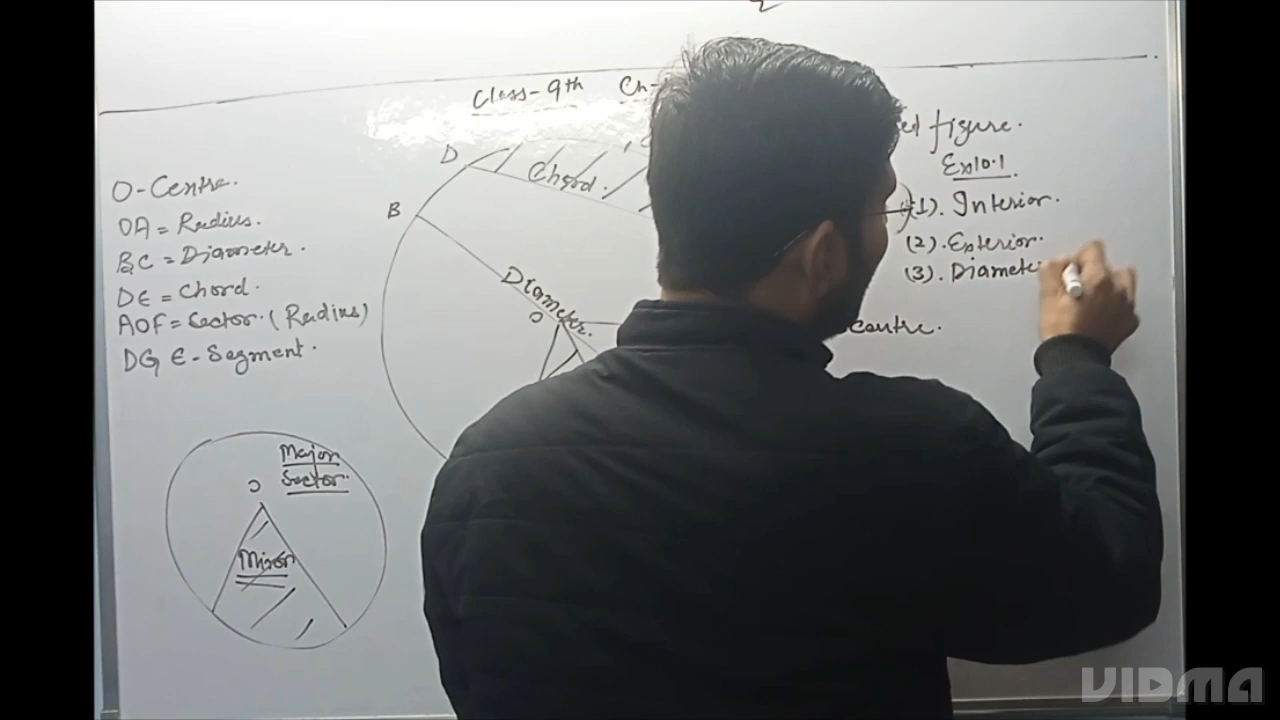 Class-9th Ch-
figure.
Ex10.1
(1). Interior.
(2). Exterior.
(3). Diamete
centre.
O-Centre.
OA = Radius.
BC = Diameter.
DE = Chord.
AOF = Sector. (Radius)
DG E - Segment.
D
Chord.
B
Diameter.
O
Major
Sector.
O
Minor
VIDMA